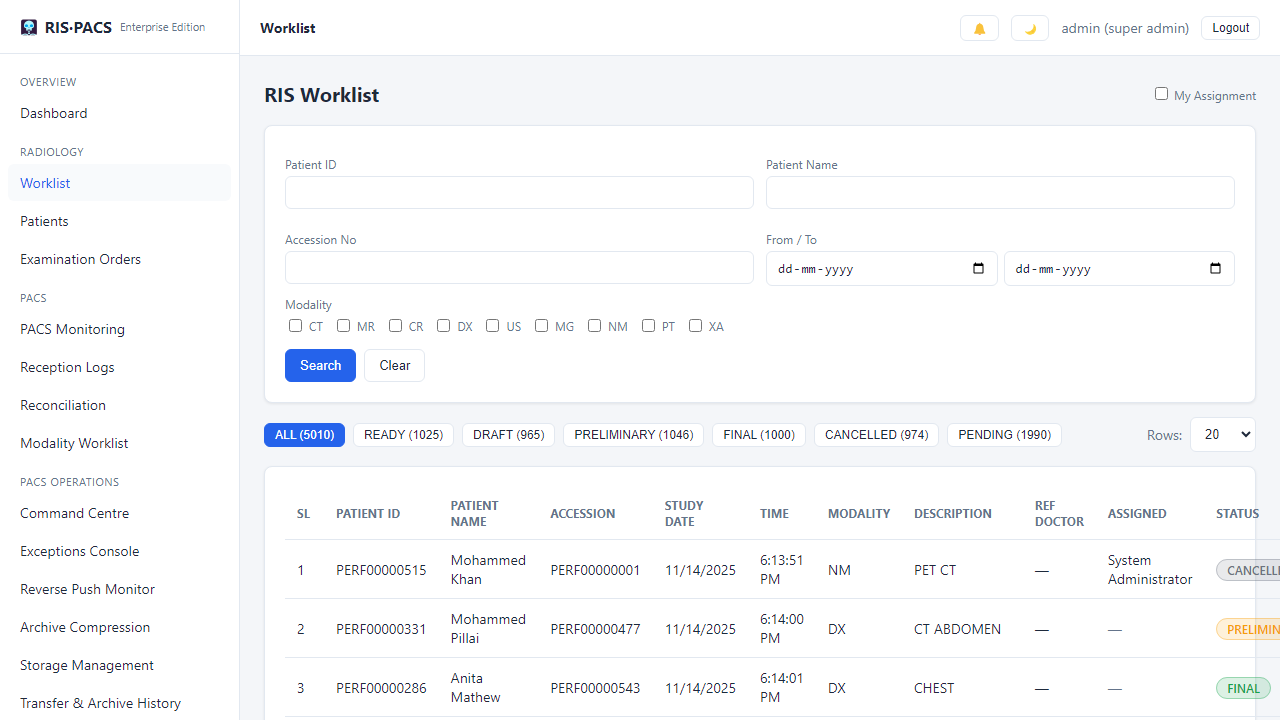 RIS·PACS Enterprise Edition
OVERVIEW
Dashboard
RADIOLOGY
Worklist
Patients
Examination Orders
PACS
PACS Monitoring
Reception Logs
Reconciliation
Modality Worklist
PACS OPERATIONS
Command Centre
Exceptions Console
Reverse Push Monitor
Archive Compression
Storage Management
Transfer & Archive History
Worklist
admin (super admin) Logout
RIS Worklist
My Assignment
Patient ID Patient Name
Accession No From / To
dd-mm-yyyy dd-mm-yyyy
Modality
CT MR CR DX US MG NM PT XA
Search Clear
ALL (5010) READY (1025) DRAFT (965) PRELIMINARY (1046) FINAL (1000) CANCELLED (974) PENDING (1990) Rows: 20
SL PATIENT ID PATIENT NAME ACCESSION STUDY DATE TIME MODALITY DESCRIPTION REF DOCTOR ASSIGNED STATUS
1 PERF00000515 Mohammed Khan PERF00000001 11/14/2025 6:13:51 PM NM PET CT — System Administrator CANCELL
2 PERF00000331 Mohammed Pillai PERF00000477 11/14/2025 6:14:00 PM DX CT ABDOMEN — — PRELIMIN
3 PERF00000286 Anita Mathew PERF00000543 11/14/2025 6:14:01 PM DX CHEST — — FINAL